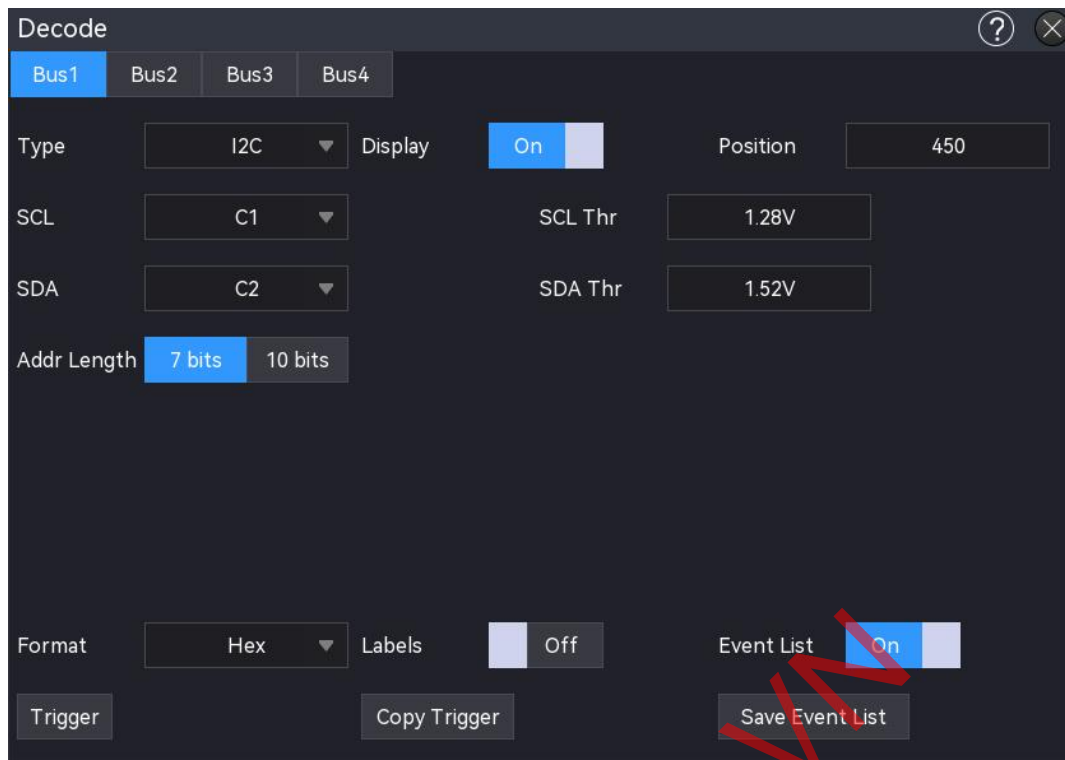 Decode ?
Bus1 Bus2 Bus3 Bus4
Type I2C Display On Position 450
SCL C1 SCL Thr 1.28V
SDA C2 SDA Thr 1.52V
Addr Length 7 bits 10 bits
Format Hex Labels Off Event List On
Trigger Copy Trigger Save Event List
VN